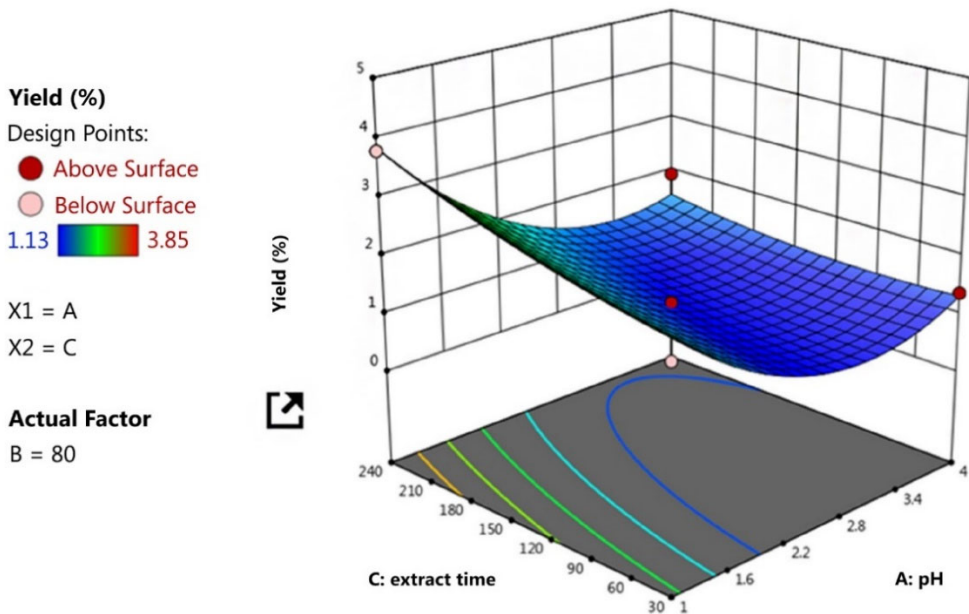 Yield (%)
Design Points:
Above Surface
Below Surface
1.13 3.85
X1 = A
X2 = C
Actual Factor
B = 80
Yield (%)
5
4
3
2
1
0
240
210
180
150
120
90
60
30
1
1.6
2.2
2.8
3.4
4
C: extract time
A: pH